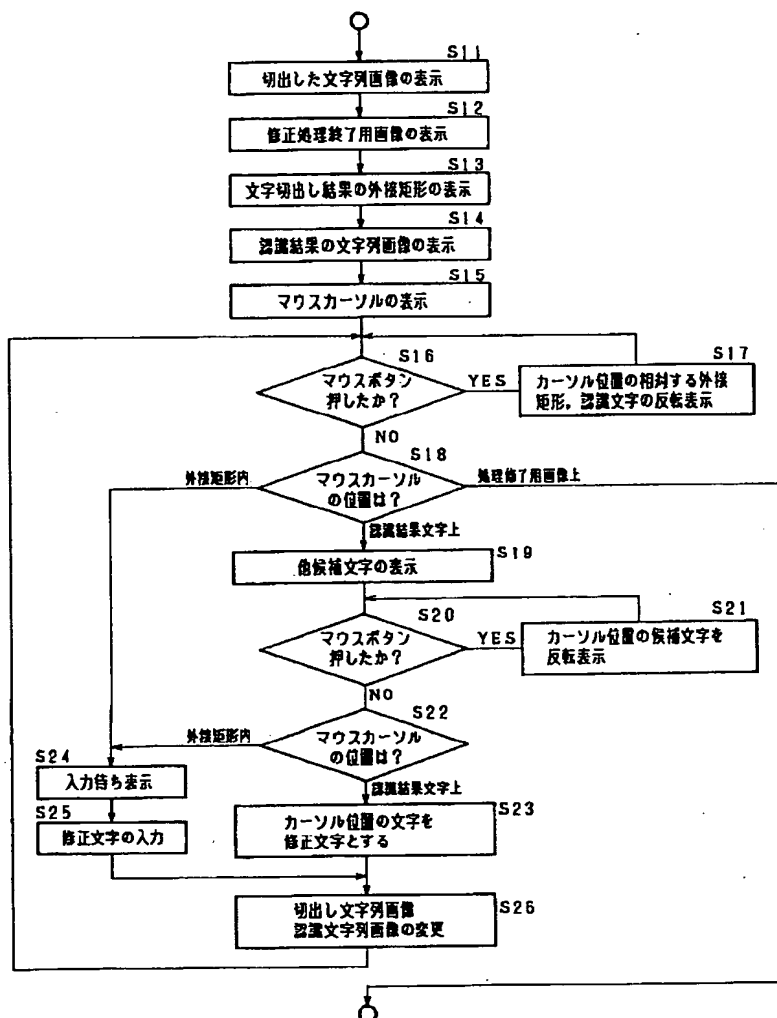 S11
切出した文字列画像の表示
S12
修正処理終了用画像の表示
S13
文字切出し結果の外接矩形の表示
S14
認識結果の文字列画像の表示
S15
マウスカーソルの表示
S16
マウスボタン
押したか？
YES
S17
カーソル位置の相対する外接
矩形，認識文字の反転表示
NO
S18
マウスカーソル
の位置は？
外接矩形内
処理修了用画像上
認識結果文字上
S19
他候補文字の表示
S20
マウスボタン
押したか？
YES
S21
カーソル位置の候補文字を
反転表示
NO
S22
マウスカーソル
の位置は？
外接矩形内
認識結果文字上
S24
入力待ち表示
S23
カーソル位置の文字を
修正文字とする
S25
修正文字の入力
S26
切出し文字列画像
認識文字列画像の変更